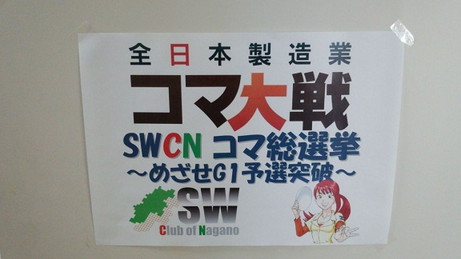 全日本製造業
コマ大戦
SWCN コマ総選挙
～めざせG1予選突破～
SW
Club of Nagano